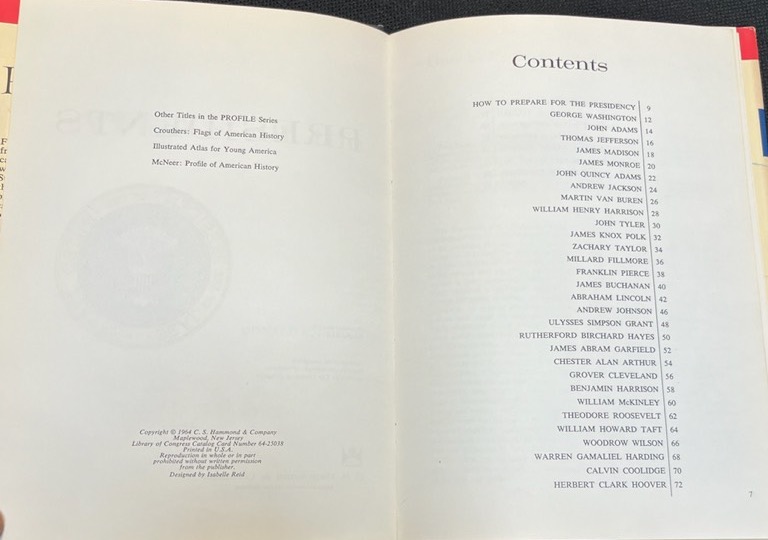 Other Titles in the PROFILE Series
Crouthers: Flags of American History
Illustrated Atlas for Young America
McNeer: Profile of American History
Copyright © 1964 C. S. Hammond & Company
Maplewood, New Jersey
Library of Congress Catalog Card Number 64-25038
Printed in U.S.A.
Reproduction in whole or in part
prohibited without written permission
from the publisher.
Designed by Isabelle Reid
Contents
HOW TO PREPARE FOR THE PRESIDENCY 9
GEORGE WASHINGTON 12
JOHN ADAMS 14
THOMAS JEFFERSON 16
JAMES MADISON 18
JAMES MONROE 20
JOHN QUINCY ADAMS 22
ANDREW JACKSON 24
MARTIN VAN BUREN 26
WILLIAM HENRY HARRISON 28
JOHN TYLER 30
JAMES KNOX POLK 32
ZACHARY TAYLOR 34
MILLARD FILLMORE 36
FRANKLIN PIERCE 38
JAMES BUCHANAN 40
ABRAHAM LINCOLN 42
ANDREW JOHNSON 46
ULYSSES SIMPSON GRANT 48
RUTHERFORD BIRCHARD HAYES 50
JAMES ABRAM GARFIELD 52
CHESTER ALAN ARTHUR 54
GROVER CLEVELAND 56
BENJAMIN HARRISON 58
WILLIAM McKINLEY 60
THEODORE ROOSEVELT 62
WILLIAM HOWARD TAFT 64
WOODROW WILSON 66
WARREN GAMALIEL HARDING 68
CALVIN COOLIDGE 70
HERBERT CLARK HOOVER 72
7